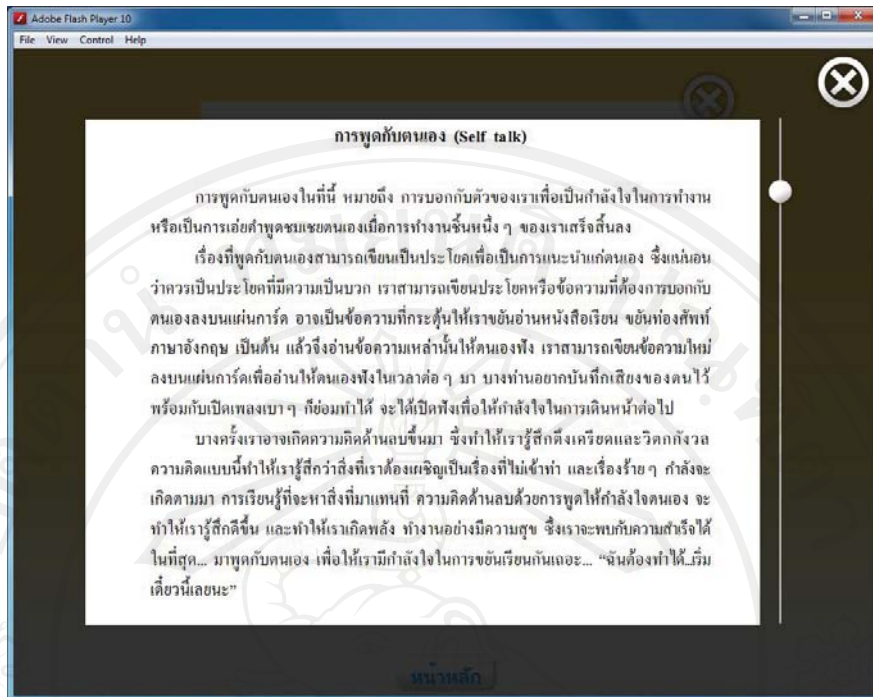 Adobe Flash Player 10
File View Control Help
การพูดกับตนเอง (Self talk)
การพูดกับตนเองในที่นี้ หมายถึง การบอกกับตัวของเราเพื่อเป็นกำลังใจในการทำงาน
หรือเป็นการเอ่ยคำพูดชมเชยตนเองเมื่อการทำงานชิ้นหนึ่ง ๆ ของเราเสร็จสิ้นลง
เรื่องที่พูดกับตนเองสามารถเขียนเป็นประโยคเพื่อเป็นการแนะนำแก่ตนเอง ซึ่งแน่นอน
ว่าควรเป็นประโยคที่มีความเป็นบวก เราสามารถเขียนประโยคหรือข้อความที่ต้องการบอกกับ
ตนเองลงบนแผ่นการ์ด อาจเป็นข้อความที่กระตุ้นให้เราขยันอ่านหนังสือเรียน ขยันท่องศัพท์
ภาษาอังกฤษ เป็นต้น แล้วจึงอ่านข้อความเหล่านั้นให้ตนเองฟัง เราสามารถเขียนข้อความใหม่
ลงบนแผ่นการ์ดเพื่ออ่านให้ตนเองฟังในเวลาต่อ ๆ มา บางท่านอยากบันทึกเสียงของตนไว้
พร้อมกับเปิดเพลงเบา ๆ ก็ย่อมทำได้ จะได้เปิดฟังเพื่อให้กำลังใจในการเดินหน้าต่อไป
บางครั้งเราอาจเกิดความคิดด้านลบขึ้นมา ซึ่งทำให้เรารู้สึกตึงเครียดและวิตกกังวล
ความคิดแบบนี้ทำให้เรารู้สึกว่าสิ่งที่เราต้องเผชิญเป็นเรื่องที่ไม่เข้าท่า และเรื่องร้าย ๆ กำลังจะ
เกิดตามมา การเรียนรู้ที่จะหาสิ่งที่มาแทนที่ ความคิดด้านลบด้วยการพูดให้กำลังใจตนเอง จะ
ทำให้เรารู้สึกดีขึ้น และทำให้เราเกิดพลัง ทำงานอย่างมีความสุข ซึ่งเราจะพบกับความสำเร็จได้
ในที่สุด... มาพูดกับตนเอง เพื่อให้เรามีกำลังใจในการขยันเรียนกันเถอะ... “ฉันต้องทำได้...เริ่ม
เดี๋ยวนี้เลยนะ”
หน้าหลัก